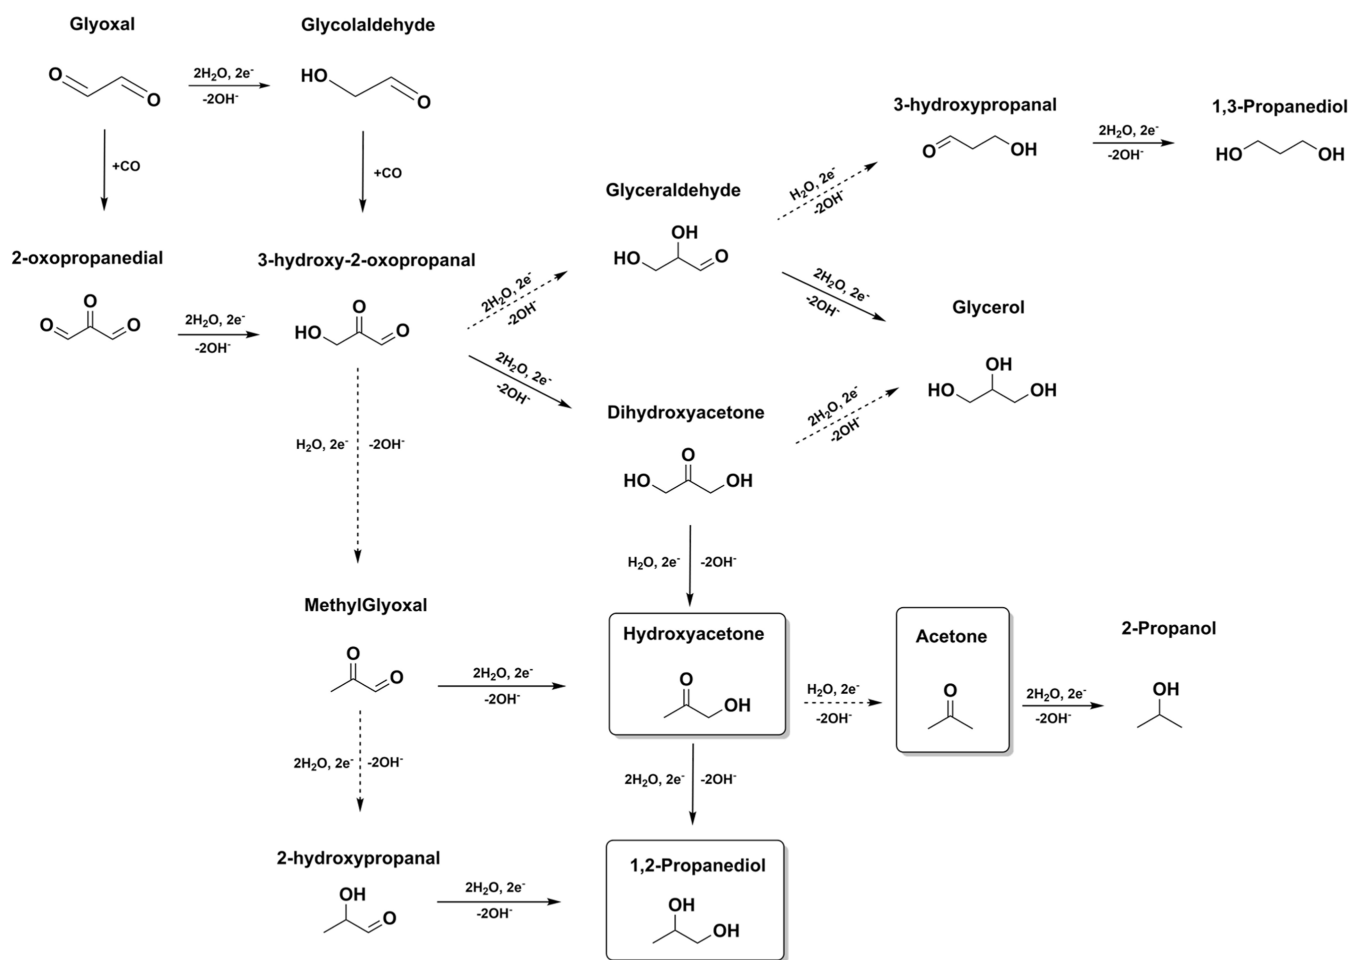 Glyoxal
Glycolaldehyde
O
O
2H₂O, 2e⁻
-2OH⁻
HO
O
+CO
+CO
3-hydroxypropanal
1,3-Propanediol
O
OH
2H₂O, 2e⁻
-2OH⁻
HO
OH
Glyceraldehyde
OH
HO
O
H₂O, 2e⁻
-2OH⁻
2-oxopropanedial
3-hydroxy-2-oxopropanal
O
O
O
2H₂O, 2e⁻
-2OH⁻
O
HO
O
2H₂O, 2e⁻
-2OH⁻
2H₂O, 2e⁻
-2OH⁻
2H₂O, 2e⁻
-2OH⁻
Glycerol
OH
HO
OH
Dihydroxyacetone
O
HO
OH
2H₂O, 2e⁻
-2OH⁻
H₂O, 2e⁻
-2OH⁻
H₂O, 2e⁻
-2OH⁻
MethylGlyoxal
O
O
2H₂O, 2e⁻
-2OH⁻
Hydroxyacetone
O
OH
H₂O, 2e⁻
-2OH⁻
Acetone
O
2H₂O, 2e⁻
-2OH⁻
2-Propanol
OH
2H₂O, 2e⁻
-2OH⁻
2H₂O, 2e⁻
-2OH⁻
2-hydroxypropanal
OH
O
2H₂O, 2e⁻
-2OH⁻
1,2-Propanediol
OH
OH